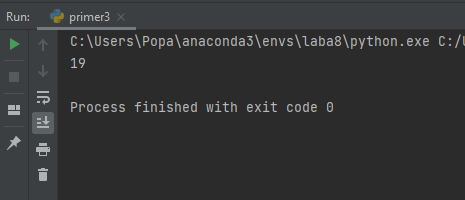 Run: primer3
C:\Users\Popa\anaconda3\envs\laba8\python.exe C:/
19
Process finished with exit code 0